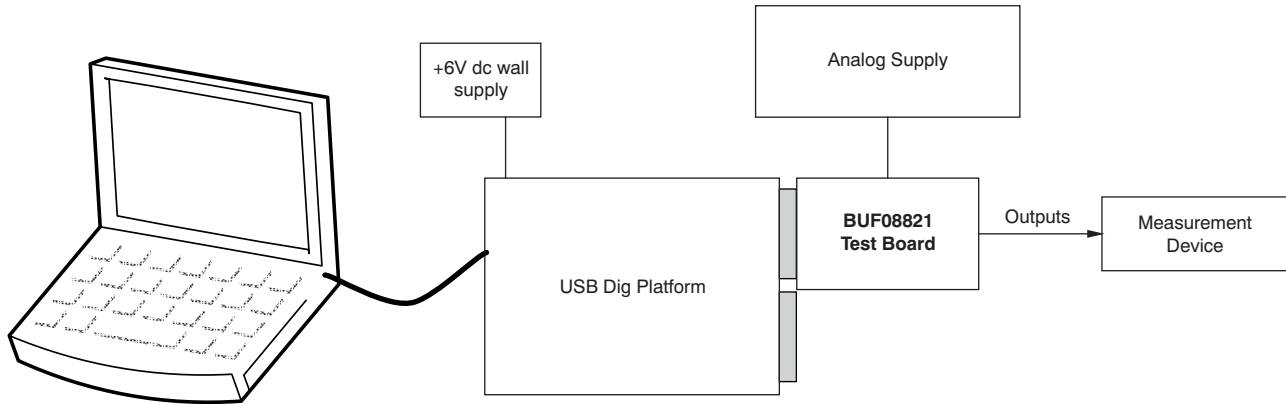 +6V dc wall
supply
Analog Supply
USB Dig Platform
BUF08821
Test Board
Outputs
Measurement
Device